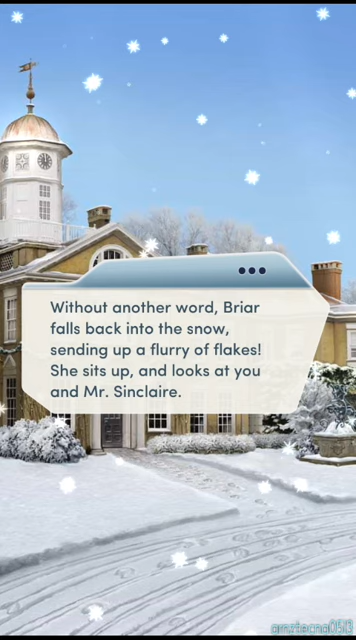 Without another word, Briar
falls back into the snow,
sending up a flurry of flakes!
She sits up, and looks at you
and Mr. Sinclaire.